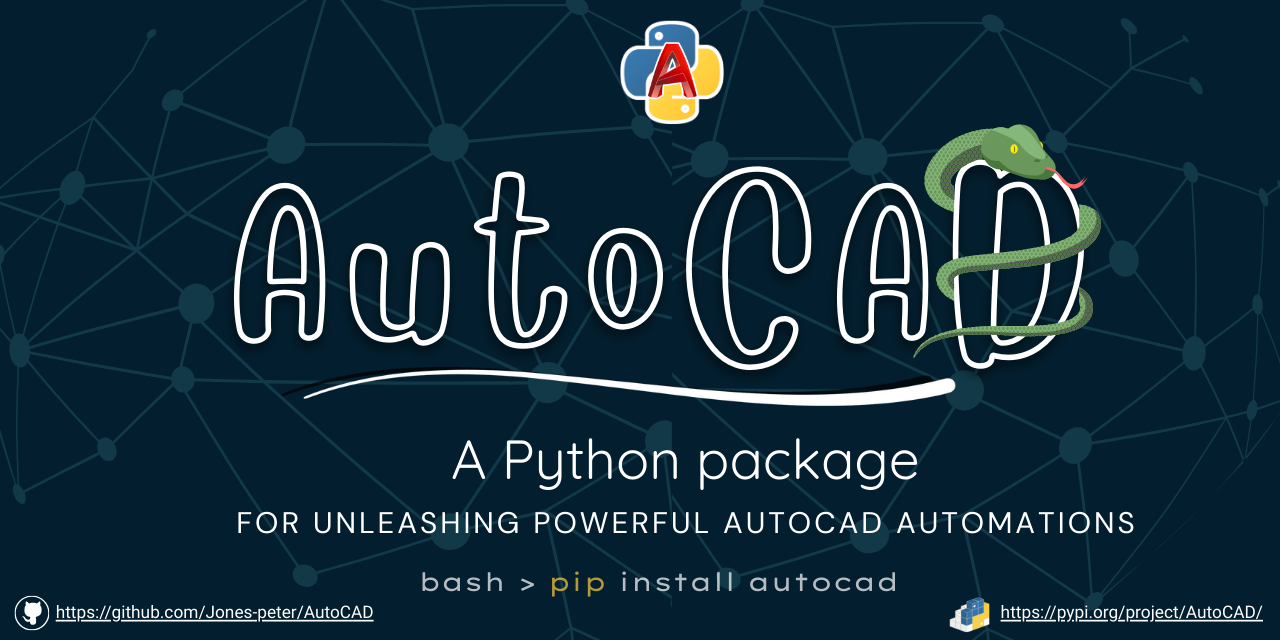 A
AutoCAD
A Python package
FOR UNLEASHING POWERFUL AUTOCAD AUTOMATIONS
bash > pip install autocad
https://github.com/Jones-peter/AutoCAD
https://pypi.org/project/AutoCAD/